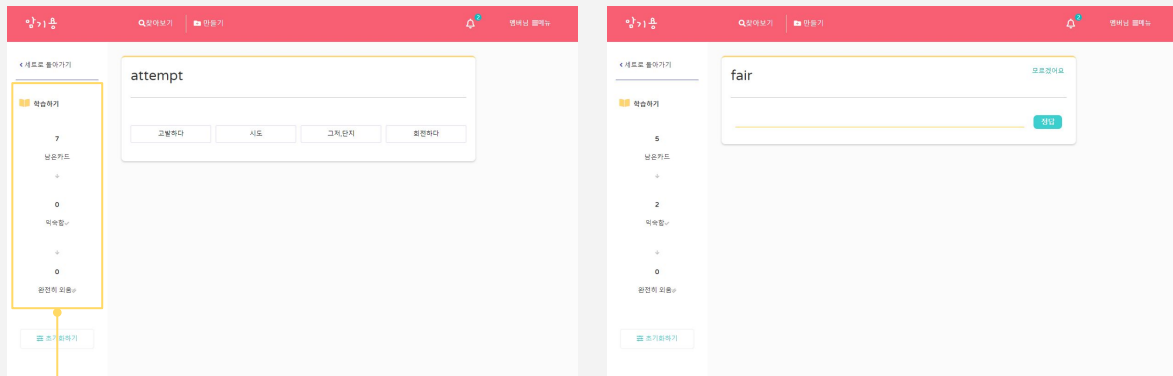 암기용
찾아보기
만들기
2
멤버님 메뉴
세트로 돌아가기
학습하기
7
남은카드
0
익숙함
0
완전히 외움
초기화하기
attempt
고발하다
시도
그저,단지
회전하다
암기용
찾아보기
만들기
2
멤버님 메뉴
세트로 돌아가기
학습하기
5
남은카드
2
익숙함
0
완전히 외움
초기화하기
fair
모르겠어요
정답